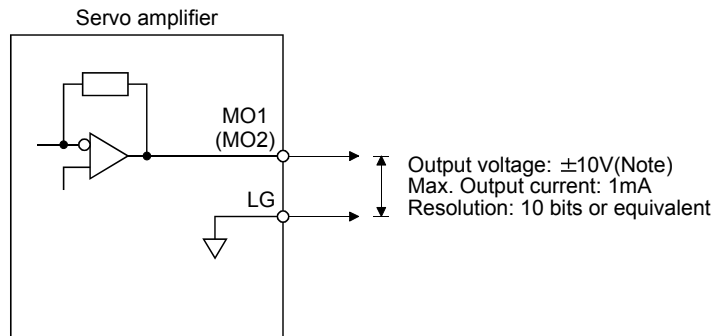 Servo amplifier
MO1
(MO2)
LG
Output voltage: ±10V(Note)
Max. Output current: 1mA
Resolution: 10 bits or equivalent